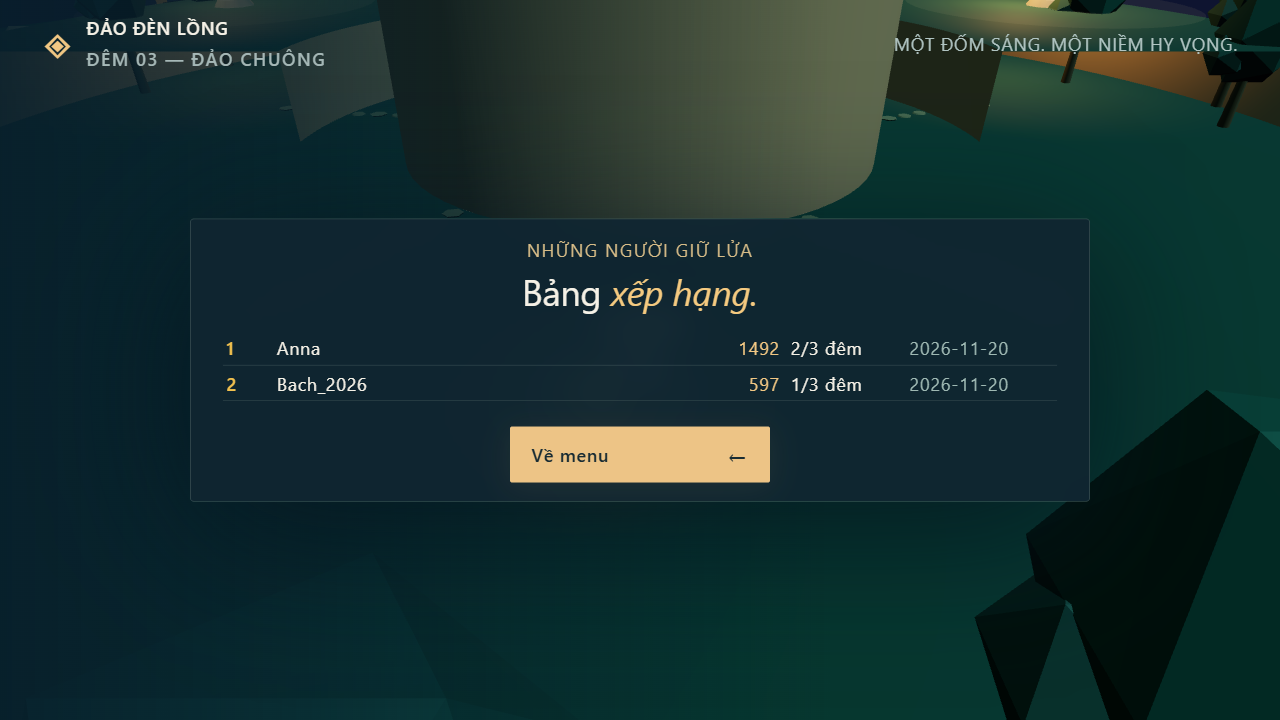 ĐẢO ĐÈN LỒNG
ĐÊM 03 — ĐẢO CHUÔNG
MỘT ĐỐM SÁNG. MỘT NIỀM HY VỌNG.
NHỮNG NGƯỜI GIỮ LỬA
Bảng xếp hạng.
1 Anna 1492 2/3 đêm 2026-11-20
2 Bach_2026 597 1/3 đêm 2026-11-20
Về menu ←